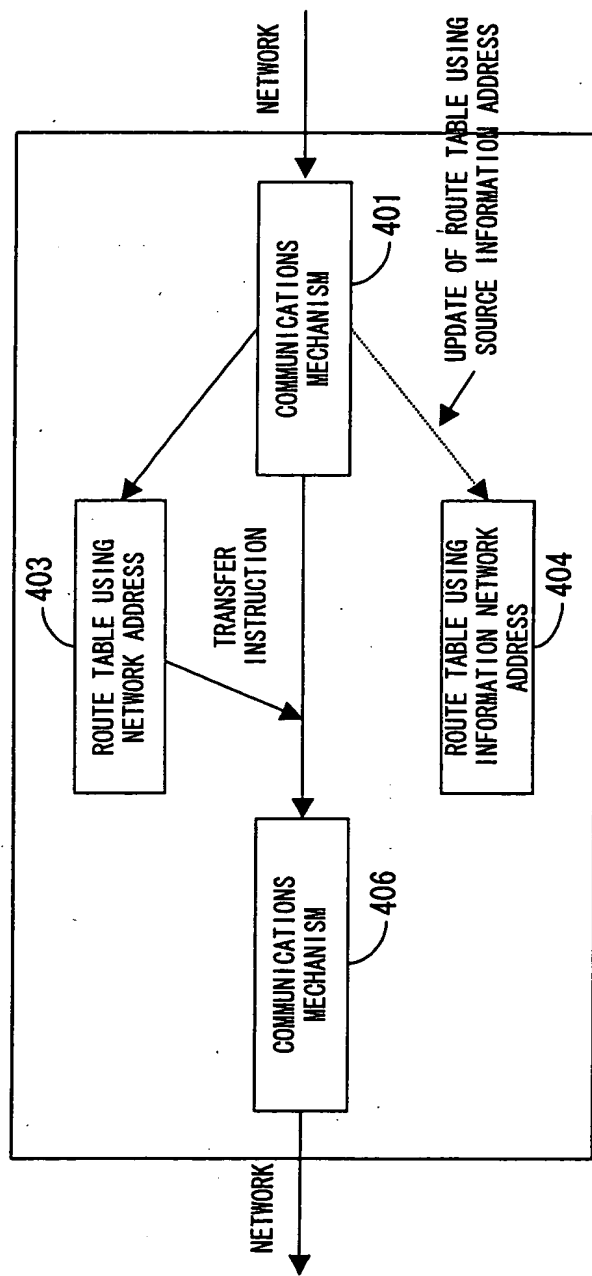 NETWORK
COMMUNICATIONS
MECHANISM
406
403
ROUTE TABLE USING
NETWORK ADDRESS
TRANSFER
INSTRUCTION
ROUTE TABLE USING
INFORMATION NETWORK
ADDRESS
404
COMMUNICATIONS
MECHANISM
401
UPDATE OF ROUTE TABLE USING
SOURCE INFORMATION ADDRESS
NETWORK